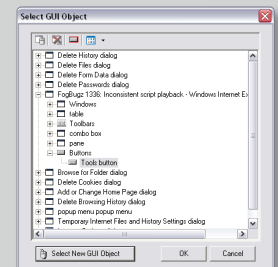 Select GUI Object
Delete History dialog
Delete Files dialog
Delete Form Data dialog
Delete Passwords dialog
FogBugz 1336: Inconsistent script playback - Windows Internet Ex
Windows
table
Toolbars
combo box
pane
Buttons
Tools button
Browse for Folder dialog
Delete Cookies dialog
Add or Change Home Page dialog
Delete Browsing History dialog
popup menu popup menu
Temporary Internet Files and History Settings dialog
Select New GUI Object
OK
Cancel